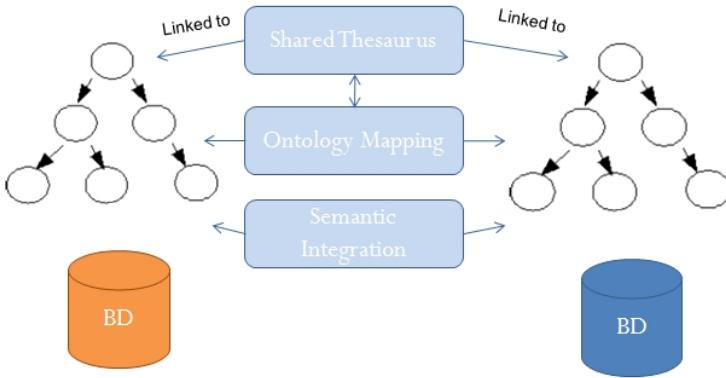 Linked to
Shared Thesaurus
Linked to
Ontology Mapping
Semantic
Integration
BD
BD